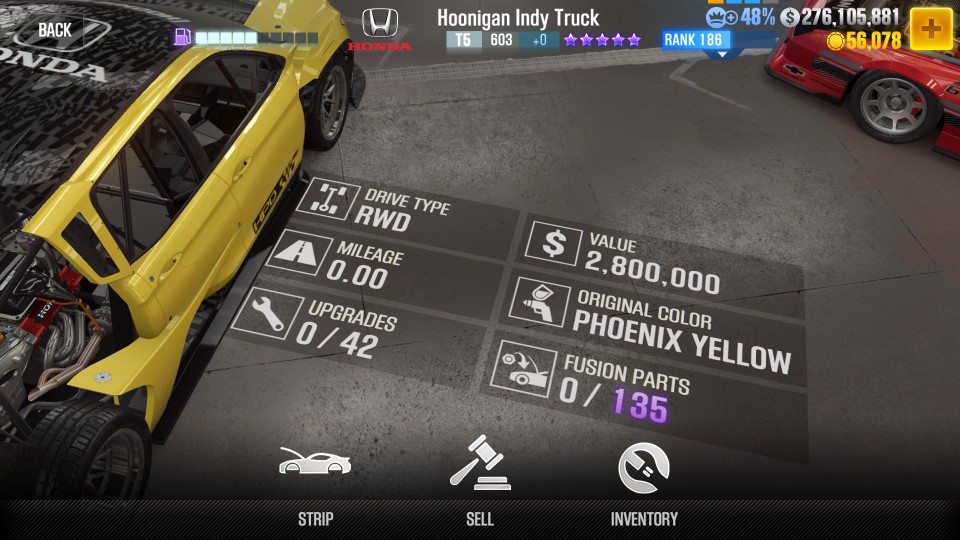 BACK
HONDA
Hoonigan Indy Truck
T5 603 +0
RANK 186
48%
$ 276,105,881
56,078
HONDA
DRIVE TYPE
RWD
MILEAGE
0.00
UPGRADES
0 / 42
$
VALUE
2,800,000
ORIGINAL COLOR
PHOENIX YELLOW
FUSION PARTS
0 / 135
STRIP
SELL
INVENTORY